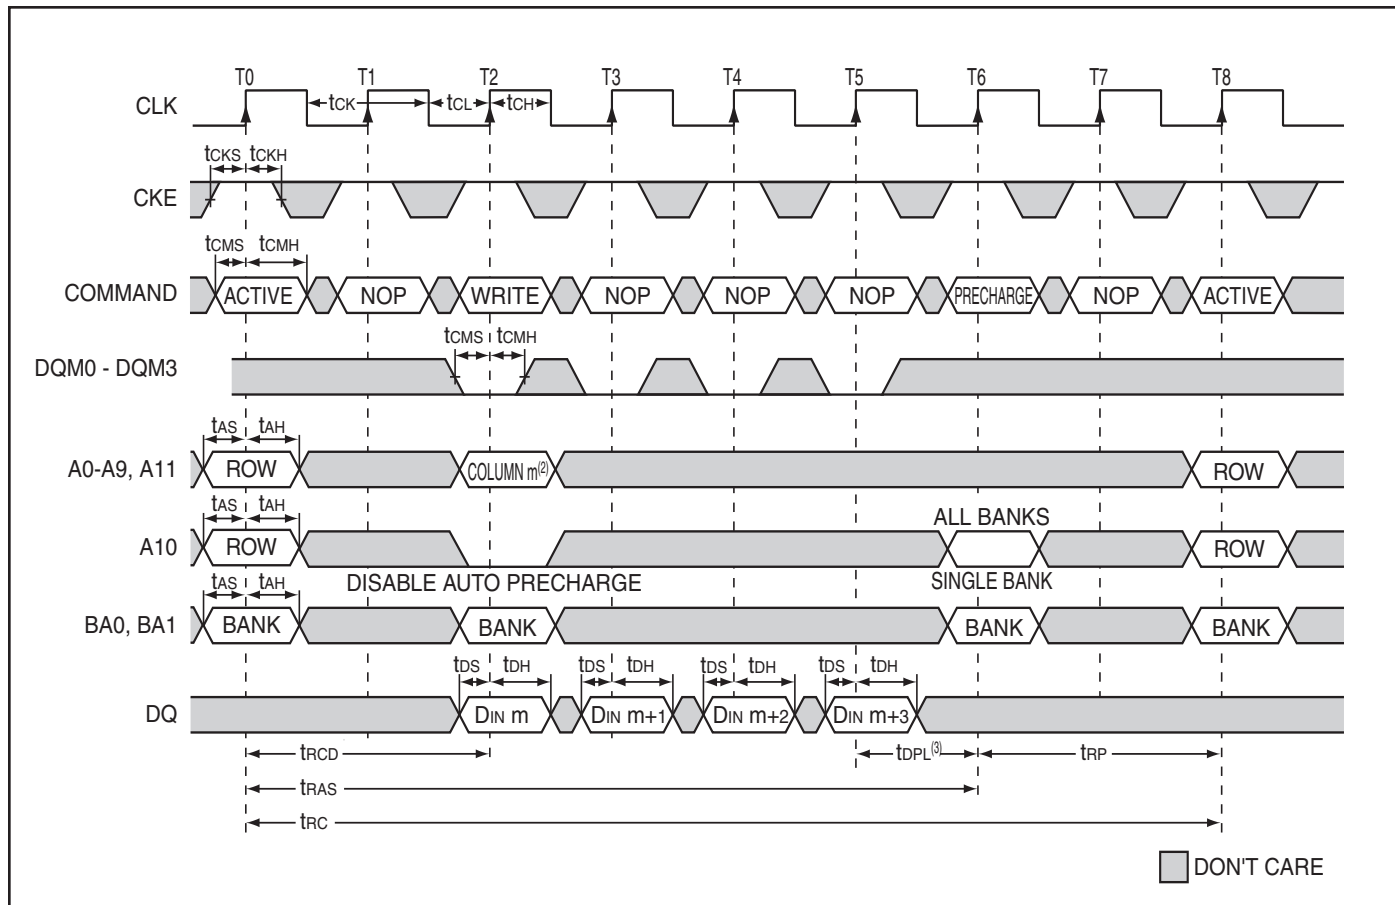 T0 T1 T2 T3 T4 T5 T6 T7 T8
CLK tCK tCL tCH
tCKS tCKH
CKE
tCMS tCMH
COMMAND ACTIVE NOP WRITE NOP NOP NOP PRECHARGE NOP ACTIVE
tCMS tCMH
DQM0 - DQM3
tAS tAH
A0-A9, A11 ROW COLUMN m(2) ROW
tAS tAH ALL BANKS
A10 ROW ROW
tAS tAH DISABLE AUTO PRECHARGE SINGLE BANK
BA0, BA1 BANK BANK BANK BANK
tDS tDH tDS tDH tDS tDH tDS tDH
DQ DIN m DIN m+1 DIN m+2 DIN m+3
tRCD tDPL(3) tRP
tRAS
tRC
DON'T CARE